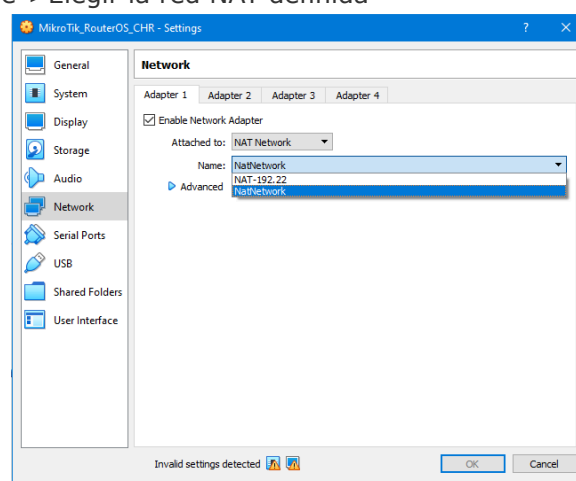 Elegir la red NAT definida
MikroTik_RouterOS_CHR - Settings
? ×
General
System
Display
Storage
Audio
Network
Serial Ports
USB
Shared Folders
User Interface
Network
Adapter 1 Adapter 2 Adapter 3 Adapter 4
Enable Network Adapter
Attached to: NAT Network
Name: NatNetwork
NAT-192.22
NatNetwork
Advanced
Invalid settings detected
OK Cancel